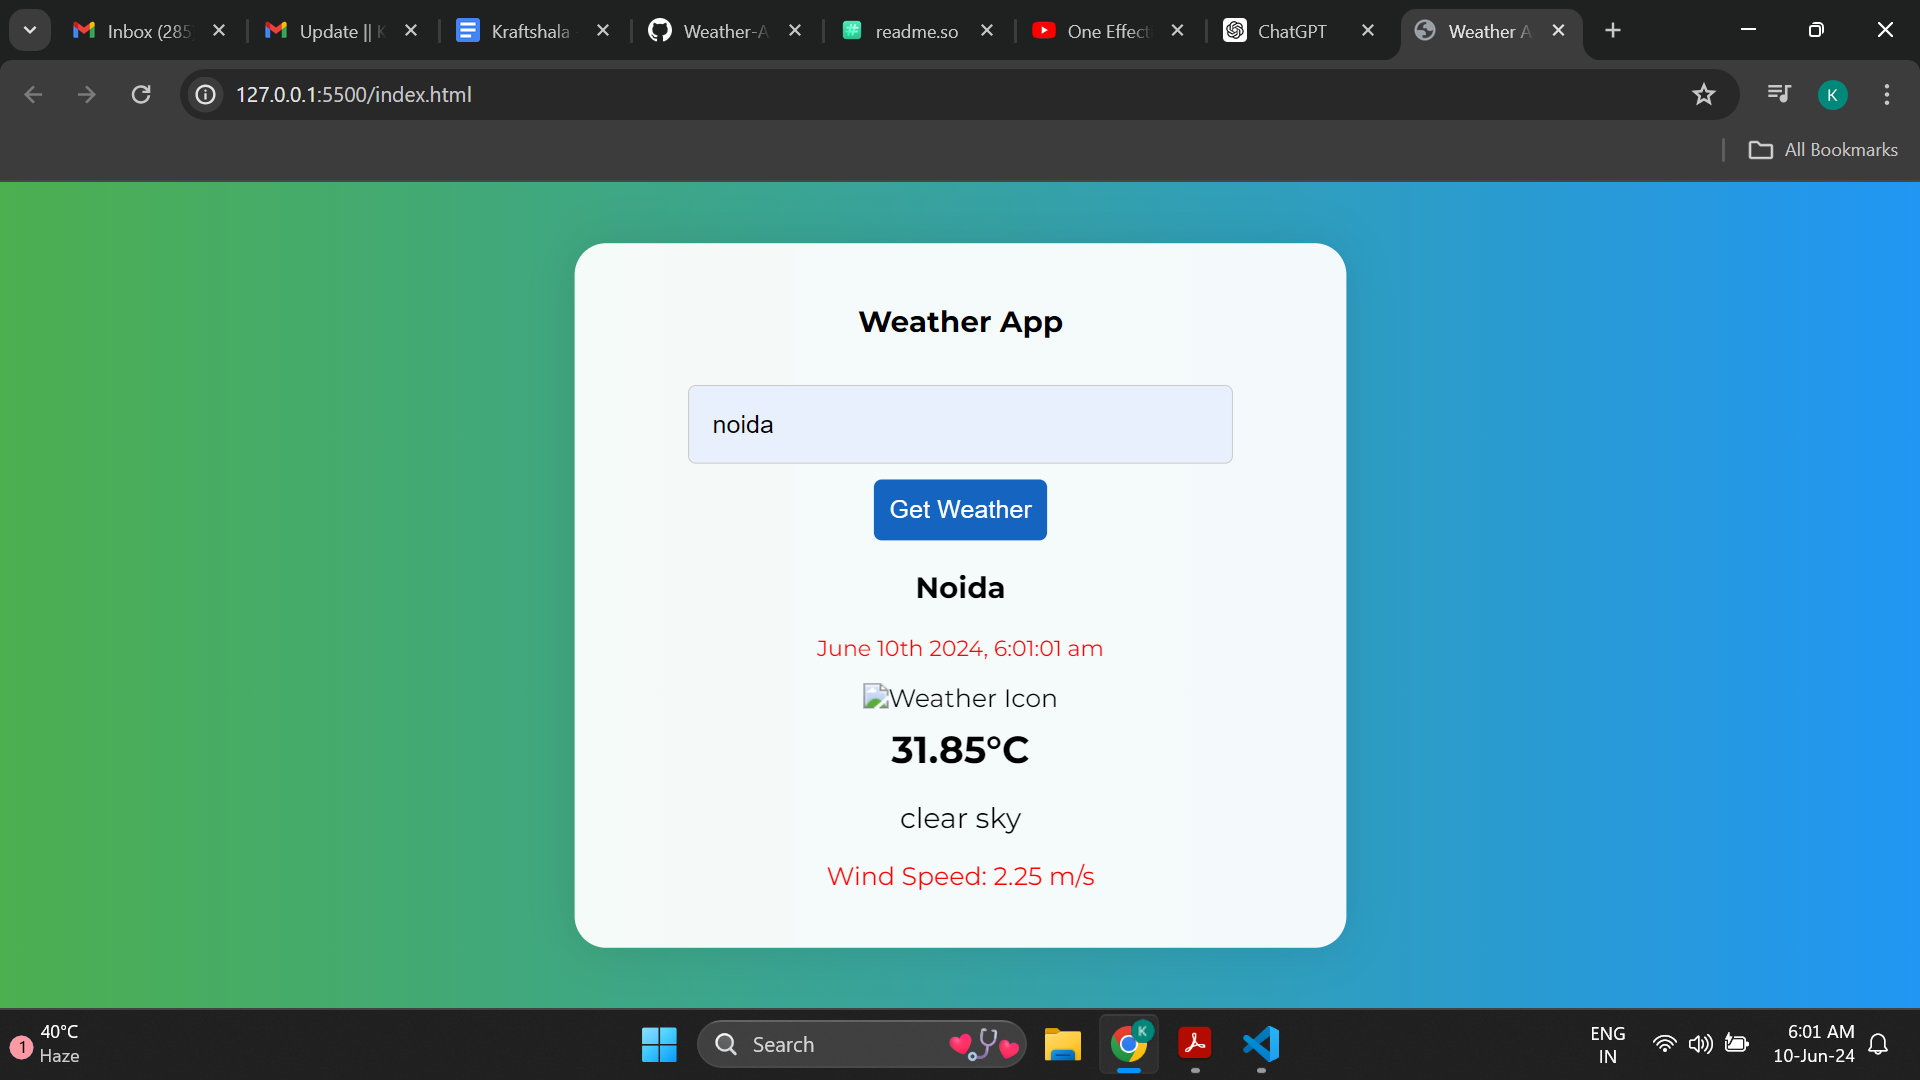 Inbox (285
Update || K
Kraftshala
Weather-A
readme.so
One Effecti
ChatGPT
Weather A
127.0.0.1:5500/index.html
K
All Bookmarks
Weather App
noida
Get Weather
Noida
June 10th 2024, 6:01:01 am
Weather Icon
31.85°C
clear sky
Wind Speed: 2.25 m/s
1
40°C
Haze
Search
K
ENG
IN
6:01 AM
10-Jun-24